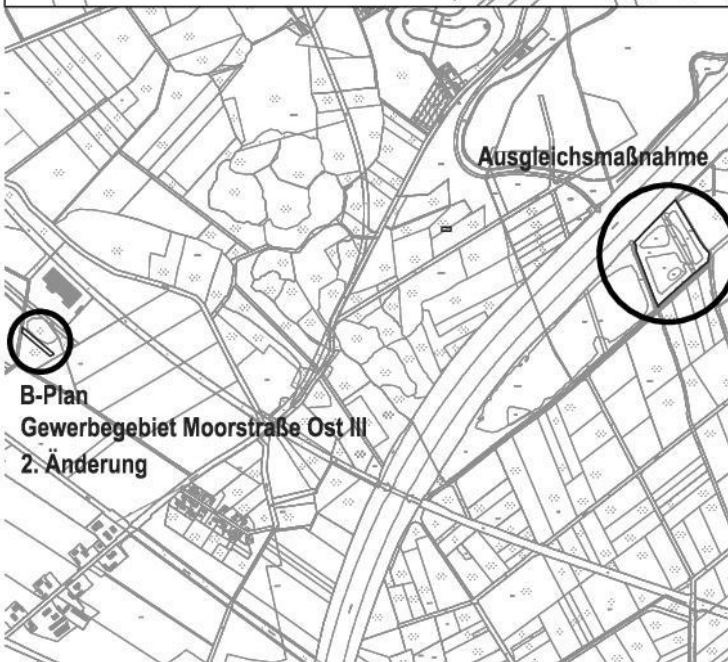 Ausgleichsmaßnahme
B-Plan
Gewerbegebiet Moorstraße Ost III
2. Änderung